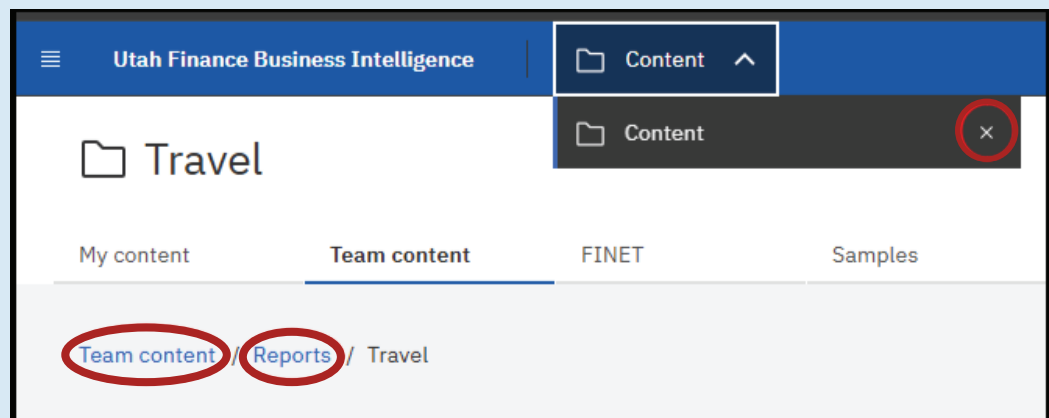 Utah Finance Business Intelligence Content
Content
Travel
My content Team content FINET Samples
Team content / Reports / Travel